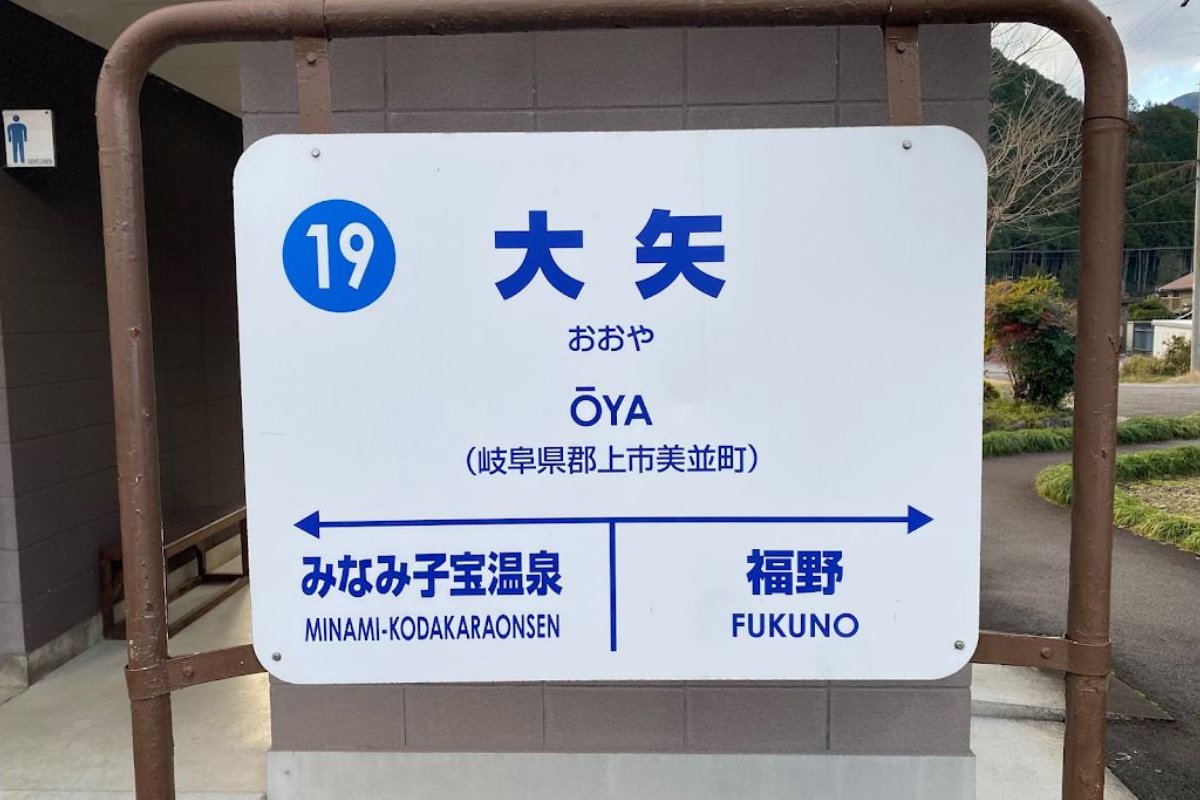 GENTLEMEN
19
大矢
おおや
ŌYA
(岐阜県郡上市美並町)
みなみ子宝温泉
MINAMI-KODAKARAONSEN
福野
FUKUNO